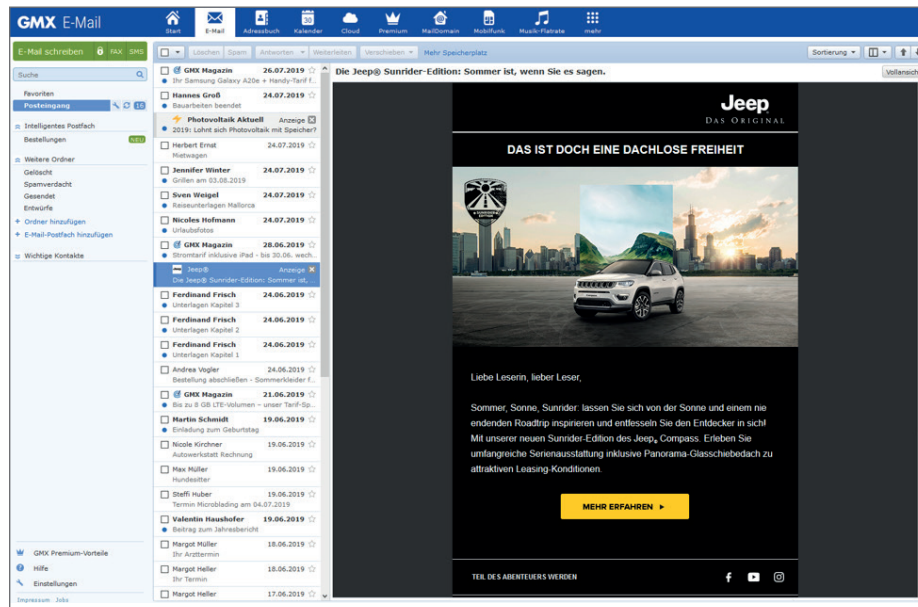 GMX E-Mail
Start
E-Mail
Adressbuch
Kalender
Cloud
Premium
MailDomain
Mobilfunk
Musik-Flatrate
mehr
E-Mail schreiben FAX SMS
Löschen Spam Antworten Weiterleiten Verschieben Mehr Speicherplatz
Sortierung
Suche
Favoriten
Posteingang 16
Intelligentes Postfach
Bestellungen NEU
Weitere Ordner
Gelöscht
Spamverdacht
Gesendet
Entwürfe
+ Ordner hinzufügen
+ E-Mail-Postfach hinzufügen
Wichtige Kontakte
GMX Premium-Vorteile
Hilfe
Einstellungen
Impressum Jobs
GMX Magazin 26.07.2019
Ihr Samsung Galaxy A20e + Handy-Tarif f...
Hannes Groß 24.07.2019
Bauarbeiten beendet
Photovoltaik Aktuell Anzeige
2019: Lohnt sich Photovoltaik mit Speicher?
Herbert Ernst 24.07.2019
Mietwagen
Jennifer Winter 24.07.2019
Grillen am 03.08.2019
Sven Weigel 24.07.2019
Reiseunterlagen Mallorca
Nicoles Hofmann 24.07.2019
Urlaubsfotos
GMX Magazin 28.06.2019
Stromtarif inklusive iPad - bis 30.06. wech...
Jeep® Anzeige
Die Jeep® Sunrider-Edition: Sommer ist, ...
Ferdinand Frisch 24.06.2019
Unterlagen Kapitel 3
Ferdinand Frisch 24.06.2019
Unterlagen Kapitel 2
Ferdinand Frisch 24.06.2019
Unterlagen Kapitel 1
Andrea Vogler 24.06.2019
Bestellung abschließen - Sommerkleider f...
GMX Magazin 21.06.2019
Bis zu 8 GB LTE-Volumen – unser Tarif-Sp...
Martin Schmidt 19.06.2019
Einladung zum Geburtstag
Nicole Kirchner 19.06.2019
Autowerkstatt Rechnung
Max Müller 19.06.2019
Hundesitter
Steffi Huber 19.06.2019
Termin Microblading am 04.07.2019
Valentin Haushofer 19.06.2019
Beitrag zum Jahresbericht
Margot Müller 18.06.2019
Ihr Arzttermin
Margot Heller 18.06.2019
Ihr Termin
Margot Heller 17.06.2019
Die Jeep® Sunrider-Edition: Sommer ist, wenn Sie es sagen.
Vollansich
Jeep
DAS ORIGINAL
DAS IST DOCH EINE DACHLOSE FREIHEIT
SUNRIDER
EDITION
Liebe Leserin, lieber Leser,
Sommer, Sonne, Sunrider: lassen Sie sich von der Sonne und einem nie
endenden Roadtrip inspirieren und entfesseln Sie den Entdecker in sich!
Mit unserer neuen Sunrider-Edition des Jeep® Compass. Erleben Sie
umfangreiche Serienausstattung inklusive Panorama-Glasschiebedach zu
attraktiven Leasing-Konditionen.
MEHR ERFAHREN
TEIL DES ABENTEUERS WERDEN